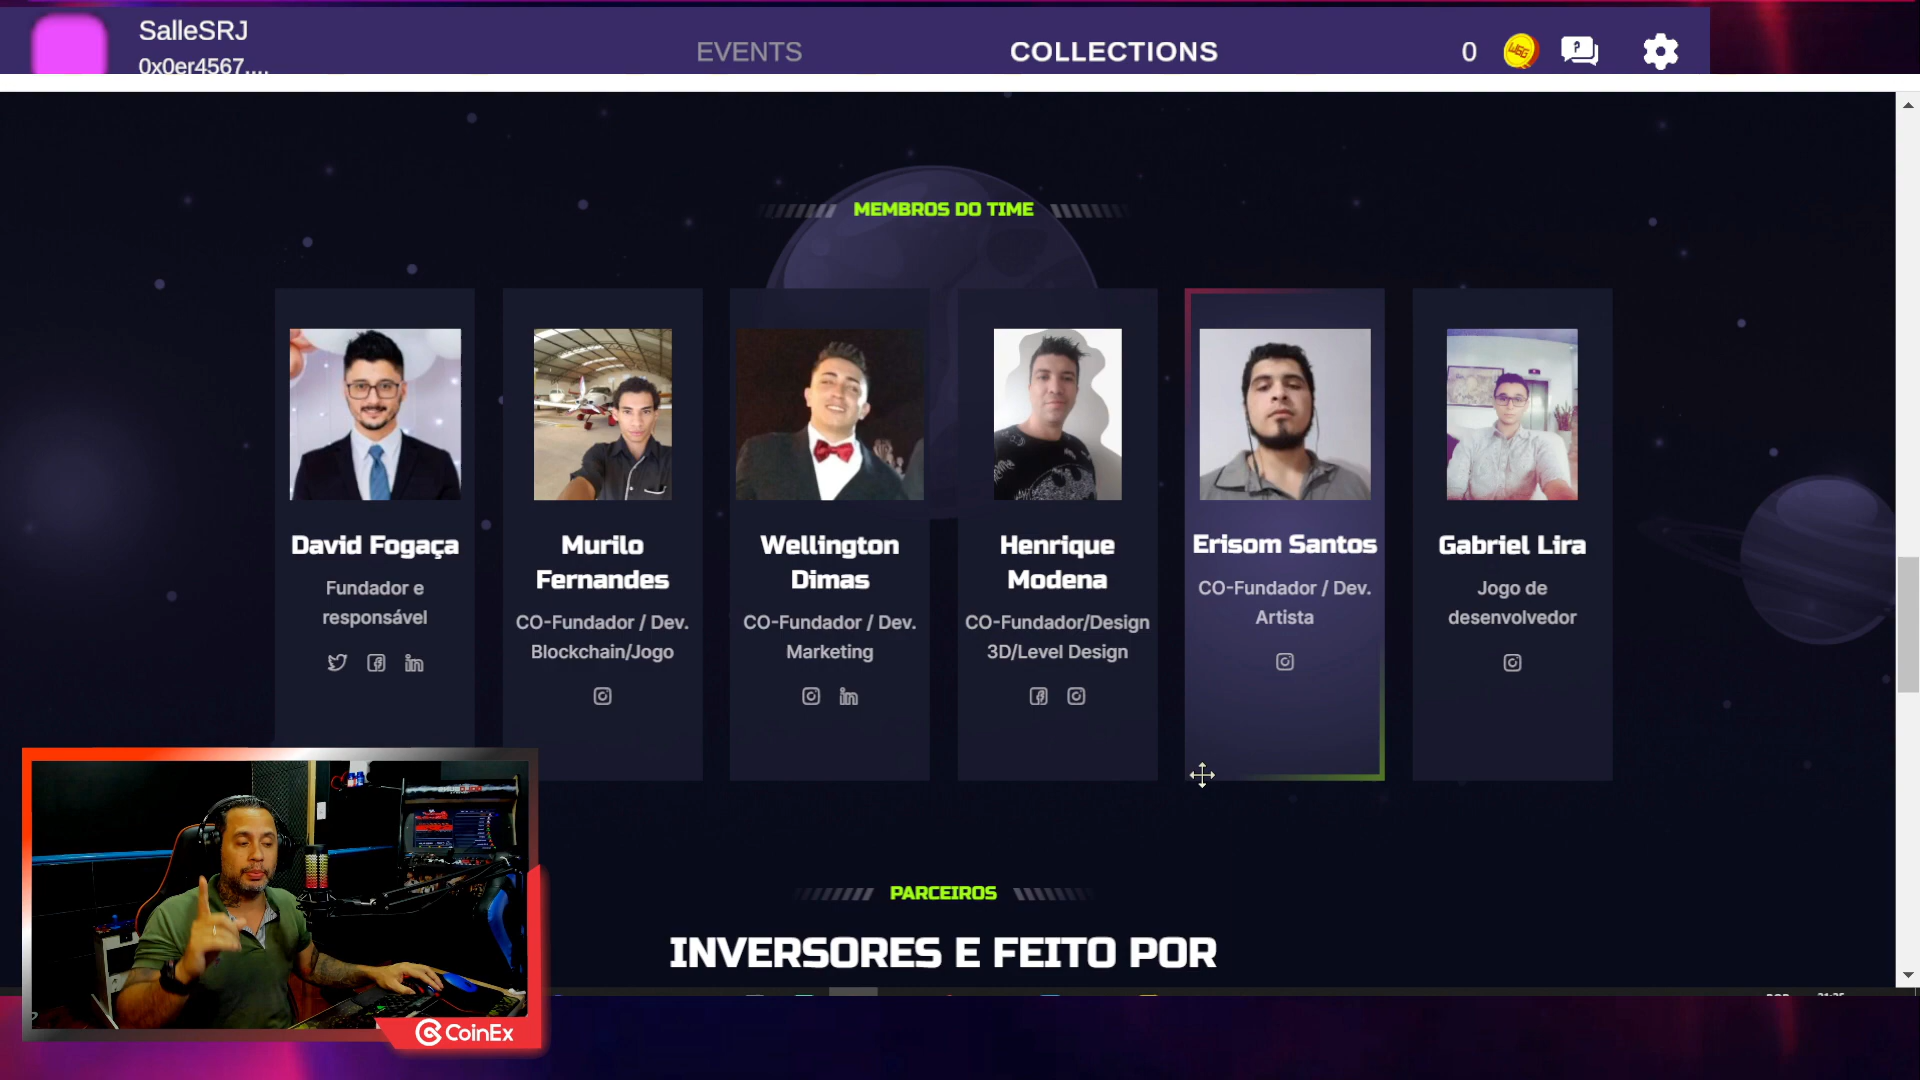 SalleSRJ
0x0er4567....
EVENTS
COLLECTIONS
0
MEMBROS DO TIME
David Fogaça
Fundador e
responsável
Murilo
Fernandes
CO-Fundador / Dev.
Blockchain/Jogo
Wellington
Dimas
CO-Fundador / Dev.
Marketing
Henrique
Modena
CO-Fundador/Design
3D/Level Design
Erisom Santos
CO-Fundador / Dev.
Artista
Gabriel Lira
Jogo de
desenvolvedor
PARCEIROS
INVERSORES E FEITO POR
CoinEx